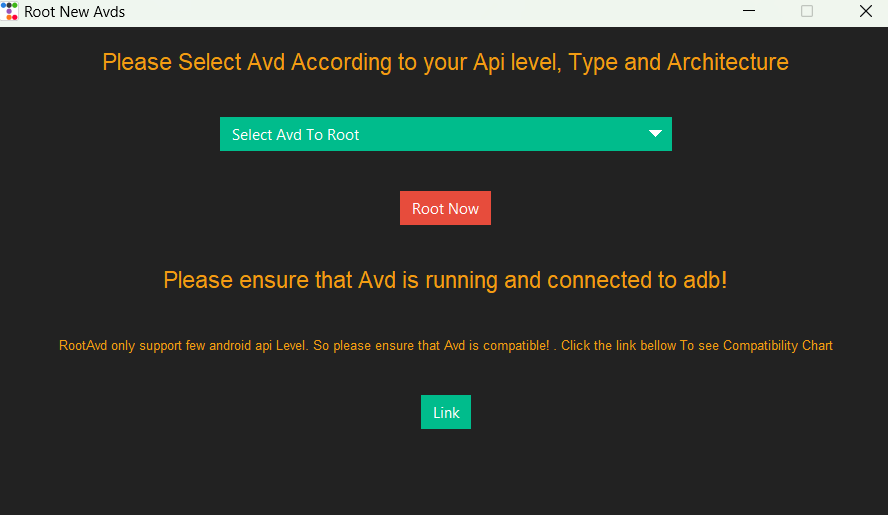 Root New Avds
Please Select Avd According to your Api level, Type and Architecture
Select Avd To Root
Root Now
Please ensure that Avd is running and connected to adb!
RootAvd only support few android api Level. So please ensure that Avd is compatible! . Click the link bellow To see Compatibility Chart
Link